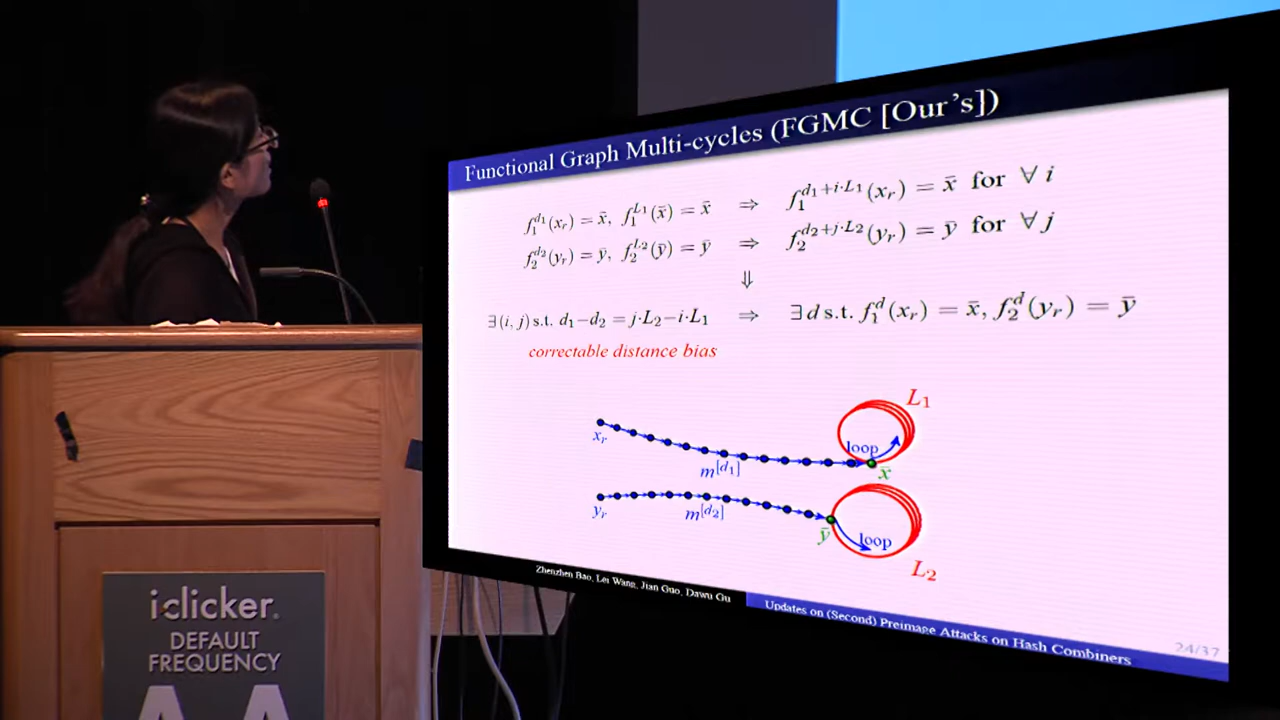 Functional Graph Multi-cycles (FGMC [Our's])
f₁^{d₁}(x_r) = x̄, f₁^{L₁}(x̄) = x̄ ⇒ f₁^{d₁+i·L₁}(x_r) = x̄ for ∀ i
f₂^{d₂}(y_r) = ȳ, f₂^{L·2}(ȳ) = ȳ ⇒ f₂^{d₂+j·L₂}(y_r) = ȳ for ∀ j
⇓
∃ (i, j) s.t. d₁−d₂ = j·L₂−i·L₁ ⇒ ∃ d s.t. f₁^d(x_r) = x̄, f₂^d(y_r) = ȳ
correctable distance bias
L₁
x_r
loop
m^[d₁]
x̄
y_r
m^[d₂]
ȳ
loop
L₂
Zhenzhen Bao, Lei Wang, Jian Guo, Dawu Gu
Updates on (Second) Preimage Attacks on Hash Combiners
24/37
iclicker.
DEFAULT
FREQUENCY
AA